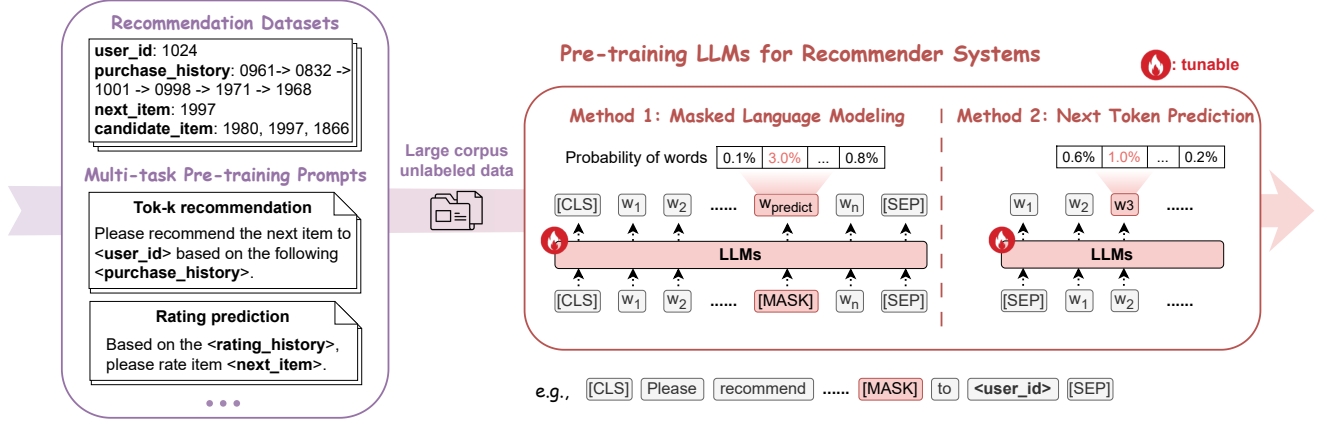 Recommendation Datasets
user_id: 1024
purchase_history: 0961-> 0832 ->
1001 -> 0998 -> 1971 -> 1968
next_item: 1997
candidate_item: 1980, 1997, 1866
Multi-task Pre-training Prompts
Tok-k recommendation
Please recommend the next item to
<user_id> based on the following
<purchase_history>.
Rating prediction
Based on the <rating_history>,
please rate item <next_item>.
Large corpus
unlabeled data
Pre-training LLMs for Recommender Systems
: tunable
Method 1: Masked Language Modeling
Probability of words 0.1% 3.0% ... 0.8%
[CLS] w1 w2 ...... wpredict wn [SEP]
LLMs
[CLS] w1 w2 ...... [MASK] wn [SEP]
Method 2: Next Token Prediction
0.6% 1.0% ... 0.2%
w1 w2 w3 ......
LLMs
[SEP] w1 w2 ......
e.g., [CLS] Please recommend ...... [MASK] to <user_id> [SEP]